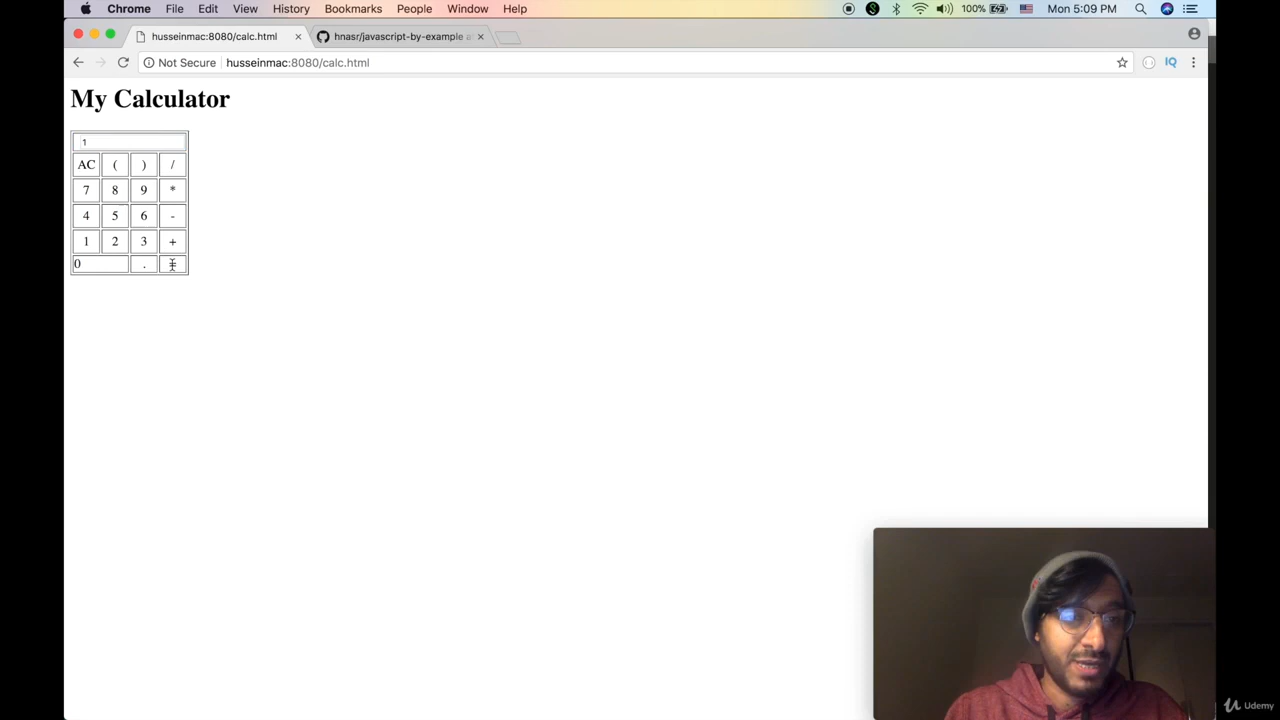 Chrome File Edit View History Bookmarks People Window Help 100% Mon 5:09 PM
husseinmac:8080/calc.html hnasr/javascript-by-example
Not Secure husseinmac:8080/calc.html IQ
My Calculator
1
AC ( ) /
7 8 9 *
4 5 6 -
1 2 3 +
0 . =
Udemy